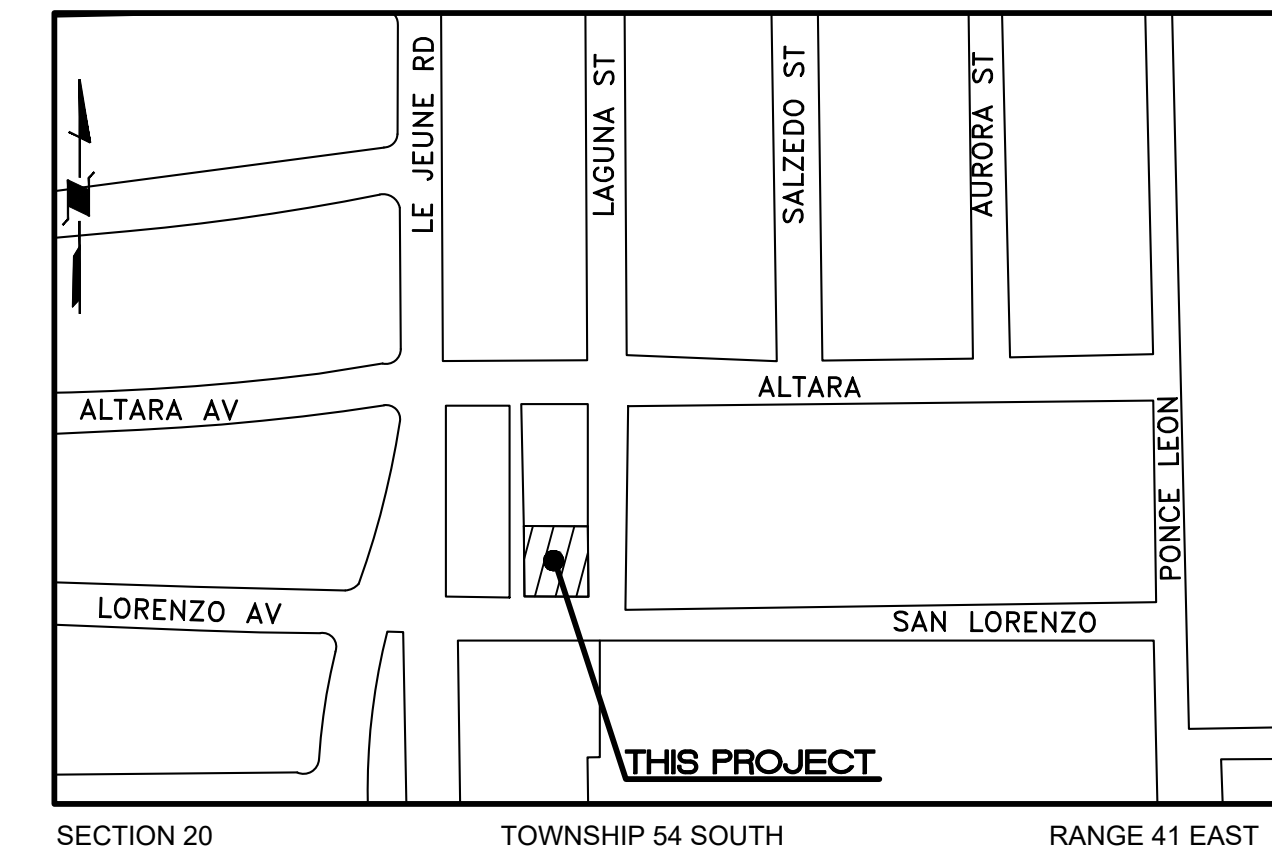 LE JEUNE RD
LAGUNA ST
SALZEDO ST
AURORA ST
ALTARA
ALTARA AV
PONCE LEON
LORENZO AV
SAN LORENZO
THIS PROJECT
SECTION 20
TOWNSHIP 54 SOUTH
RANGE 41 EAST